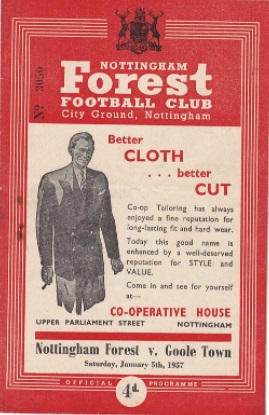 NOTTINGHAM
Forest
FOOTBALL CLUB
City Ground, Nottingham
No 3050
Better
CLOTH
... better
CUT
Co-op Tailoring has always
enjoyed a fine reputation for
long-lasting fit and hard wear.
Today this good name is
enhanced by a well-deserved
reputation for STYLE and
VALUE.
Come in and see for yourself
at—
CO-OPERATIVE HOUSE
UPPER PARLIAMENT STREET NOTTINGHAM
Nottingham Forest v. Goole Town
Saturday, January 5th, 1957
OFFICIAL 4d. PROGRAMME